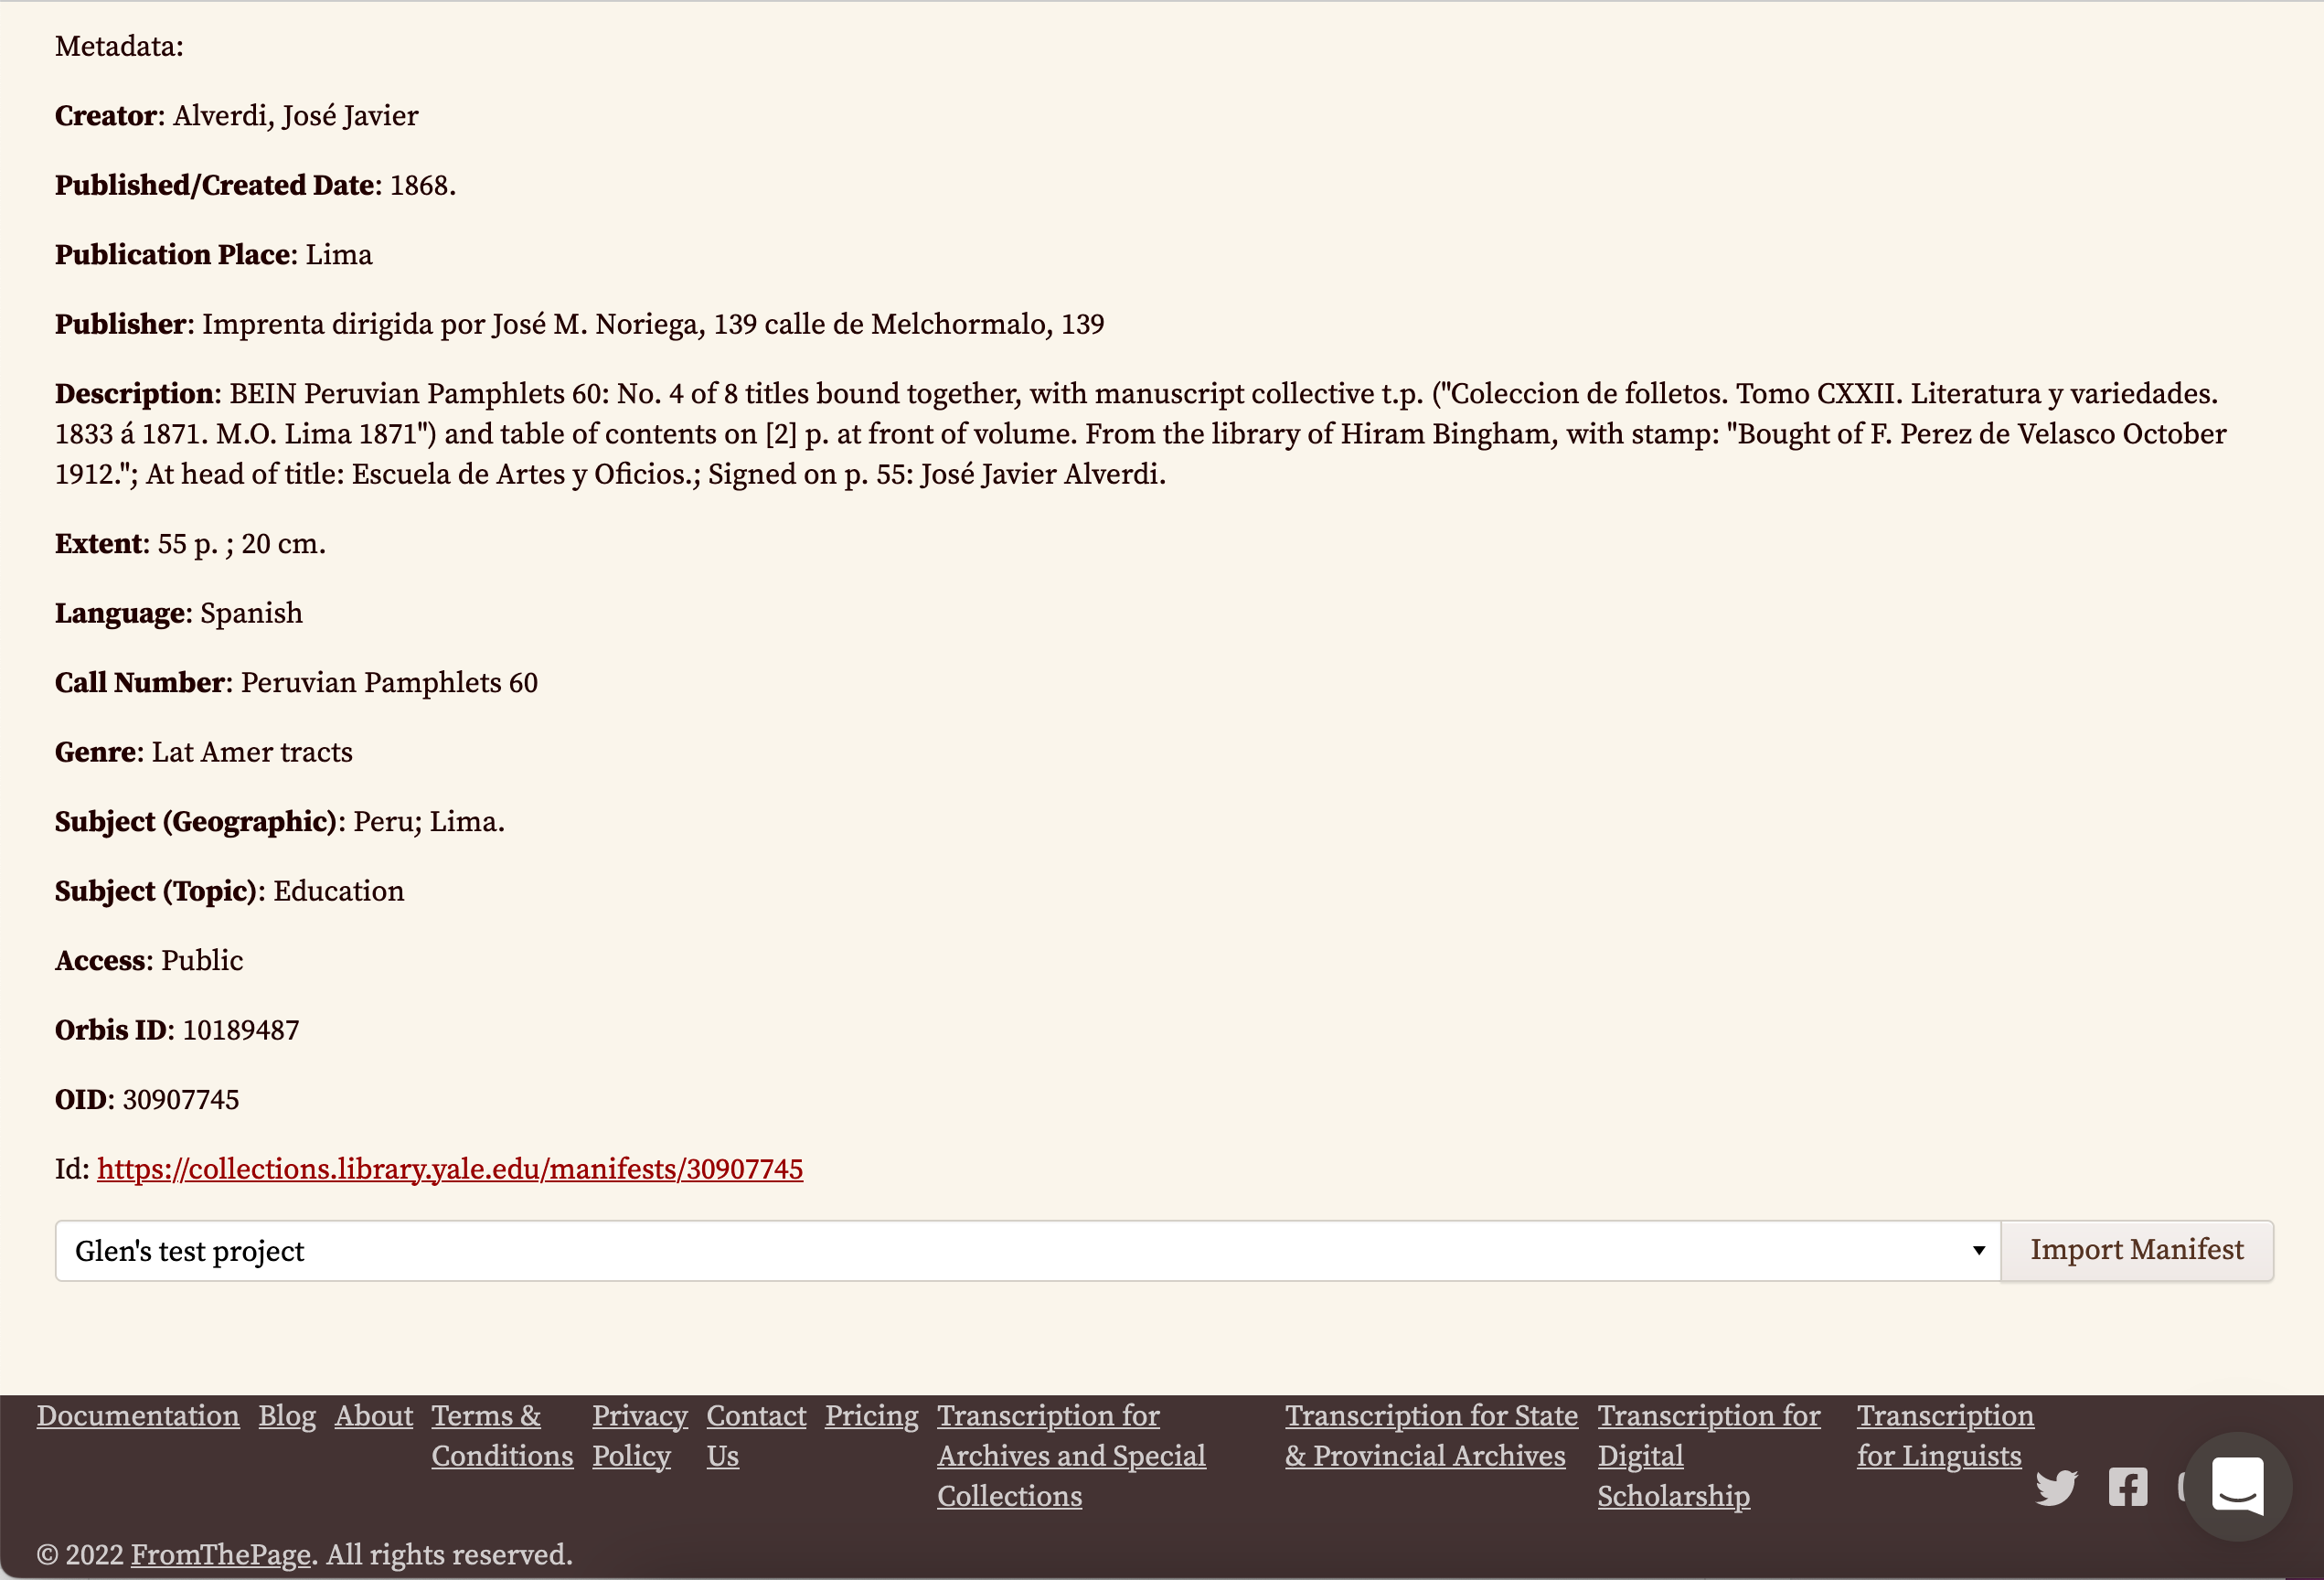 Metadata:
Creator: Alverdi, José Javier
Published/Created Date: 1868.
Publication Place: Lima
Publisher: Imprenta dirigida por José M. Noriega, 139 calle de Melchormalo, 139
Description: BEIN Peruvian Pamphlets 60: No. 4 of 8 titles bound together, with manuscript collective t.p. ("Coleccion de folletos. Tomo CXXII. Literatura y variedades.
1833 á 1871. M.O. Lima 1871") and table of contents on [2] p. at front of volume. From the library of Hiram Bingham, with stamp: "Bought of F. Perez de Velasco October
1912."; At head of title: Escuela de Artes y Oficios.; Signed on p. 55: José Javier Alverdi.
Extent: 55 p. ; 20 cm.
Language: Spanish
Call Number: Peruvian Pamphlets 60
Genre: Lat Amer tracts
Subject (Geographic): Peru; Lima.
Subject (Topic): Education
Access: Public
Orbis ID: 10189487
OID: 30907745
Id: https://collections.library.yale.edu/manifests/30907745
Glen's test project
Import Manifest
Documentation
Blog
About
Terms &
Conditions
Privacy
Policy
Contact
Us
Pricing
Transcription for
Archives and Special
Collections
Transcription for State
& Provincial Archives
Transcription for
Digital
Scholarship
Transcription
for Linguists
© 2022 FromThePage. All rights reserved.